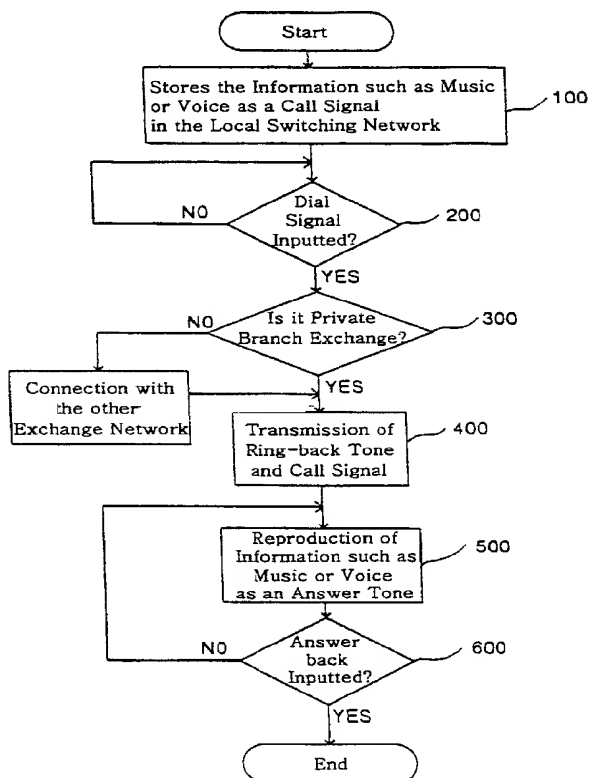 Start
Stores the Information such as Music
or Voice as a Call Signal
in the Local Switching Network
100
Dial
Signal
Inputted?
200
NO
YES
Is it Private
Branch Exchange?
300
NO
YES
Connection with
the other
Exchange Network
Transmission of
Ring-back Tone
and Call Signal
400
Reproduction of
Information such as
Music or Voice
as an Answer Tone
500
Answer
back
Inputted?
600
NO
YES
End